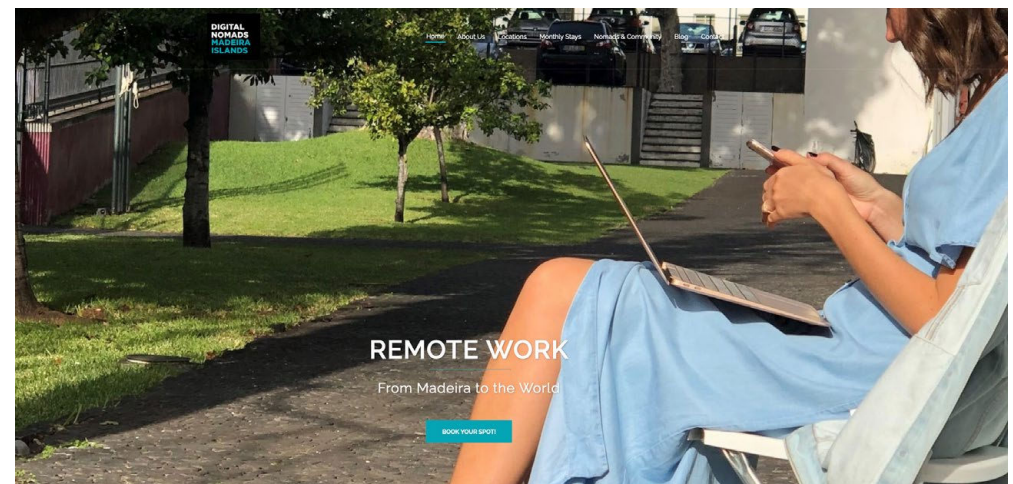 DIGITAL
NOMADS
MADEIRA
ISLANDS
Home About Us Locations Monthly Stays Nomads & Community Blog Contact
REMOTE WORK
From Madeira to the World
BOOK YOUR SPOT!